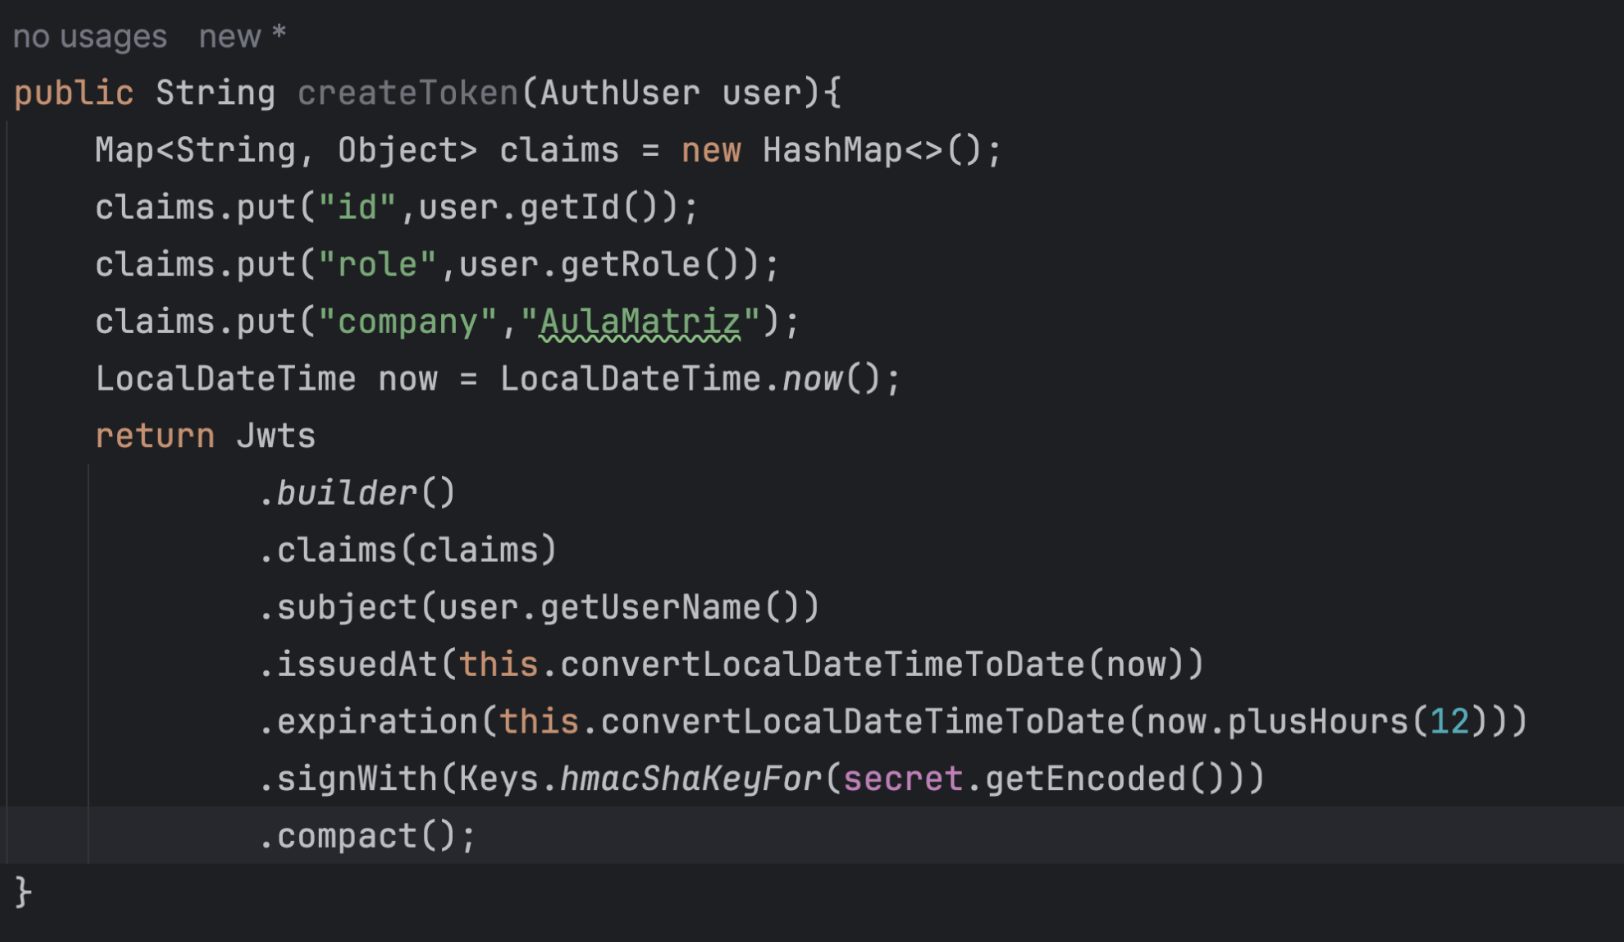 no usages   new *
public String createToken(AuthUser user){
    Map<String, Object> claims = new HashMap<>();
    claims.put("id",user.getId());
    claims.put("role",user.getRole());
    claims.put("company","AulaMatriz");
    LocalDateTime now = LocalDateTime.now();
    return Jwts
            .builder()
            .claims(claims)
            .subject(user.getUserName())
            .issuedAt(this.convertLocalDateTimeToDate(now))
            .expiration(this.convertLocalDateTimeToDate(now.plusHours(12)))
            .signWith(Keys.hmacShaKeyFor(secret.getEncoded()))
            .compact();
}